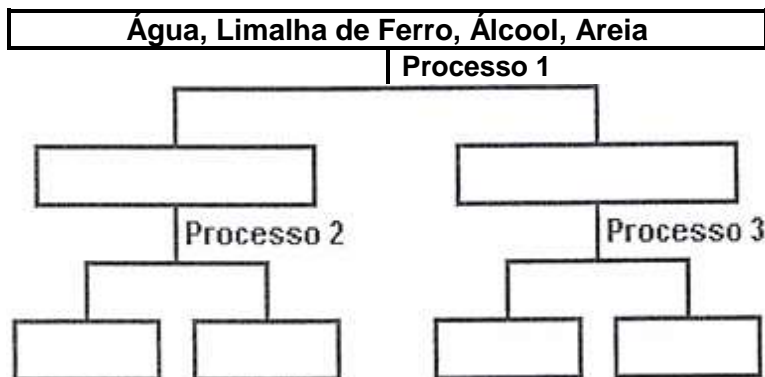 Água, Limalha de Ferro, Álcool, Areia
Processo 1
Processo 2
Processo 3